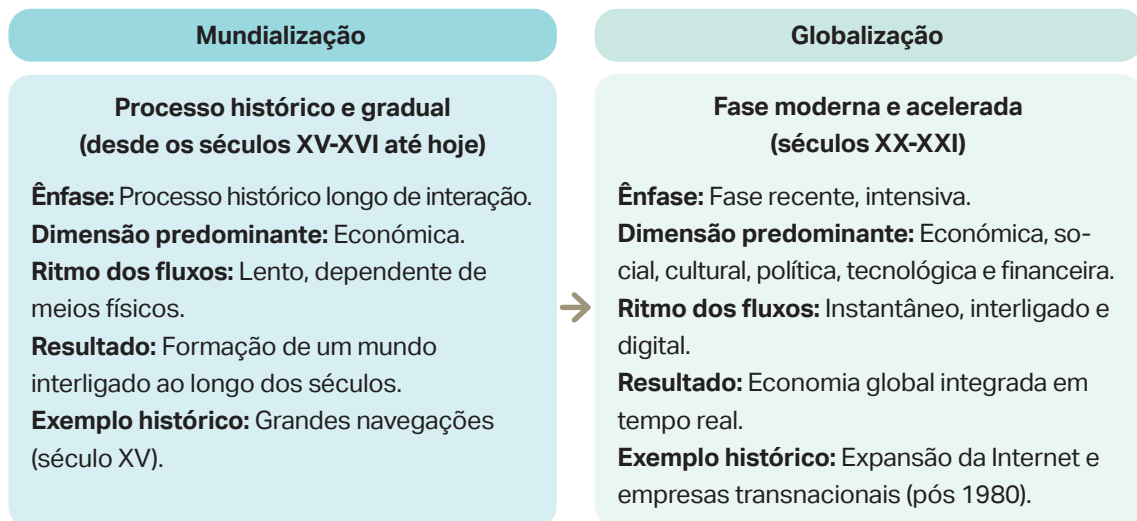 Mundialização
Processo histórico e gradual
(desde os séculos XV-XVI até hoje)
Ênfase: Processo histórico longo de interação.
Dimensão predominante: Económica.
Ritmo dos fluxos: Lento, dependente de
meios físicos.
Resultado: Formação de um mundo
interligado ao longo dos séculos.
Exemplo histórico: Grandes navegações
(século XV).
Globalização
Fase moderna e acelerada
(séculos XX-XXI)
Ênfase: Fase recente, intensiva.
Dimensão predominante: Económica, so-
cial, cultural, política, tecnológica e financeira.
Ritmo dos fluxos: Instantâneo, interligado e
digital.
Resultado: Economia global integrada em
tempo real.
Exemplo histórico: Expansão da Internet e
empresas transnacionais (pós 1980).